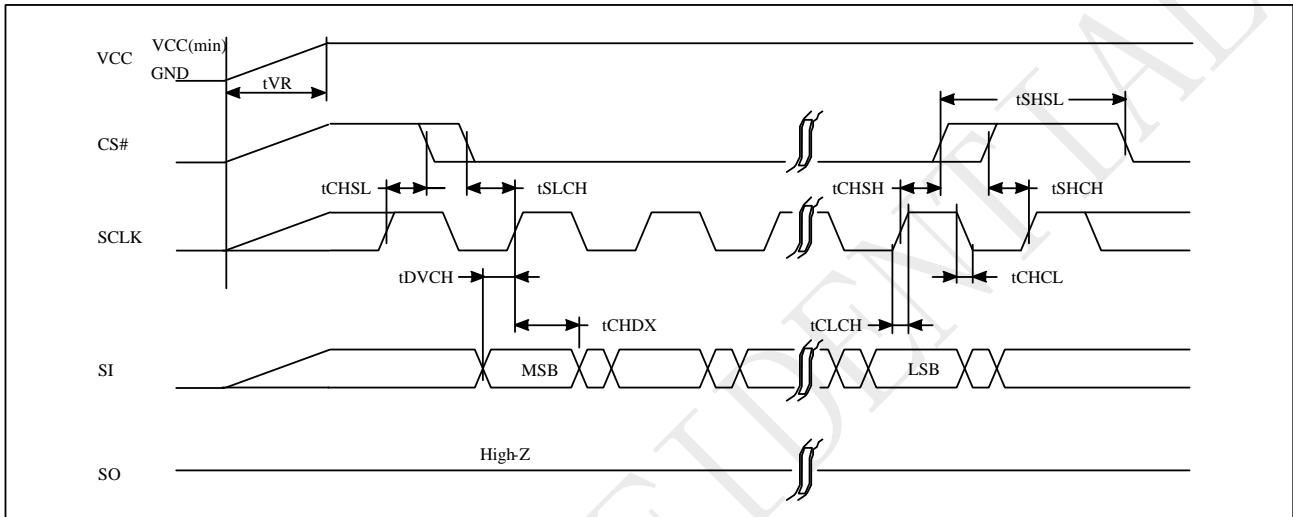 VCC
VCC(min)
GND
tVR
tSHSL
CS#
tCHSL
tSLCH
tCHSH
tSHCH
SCLK
tDVCH
tCHCL
tCHDX
tCLCH
SI
MSB
LSB
High-Z
SO